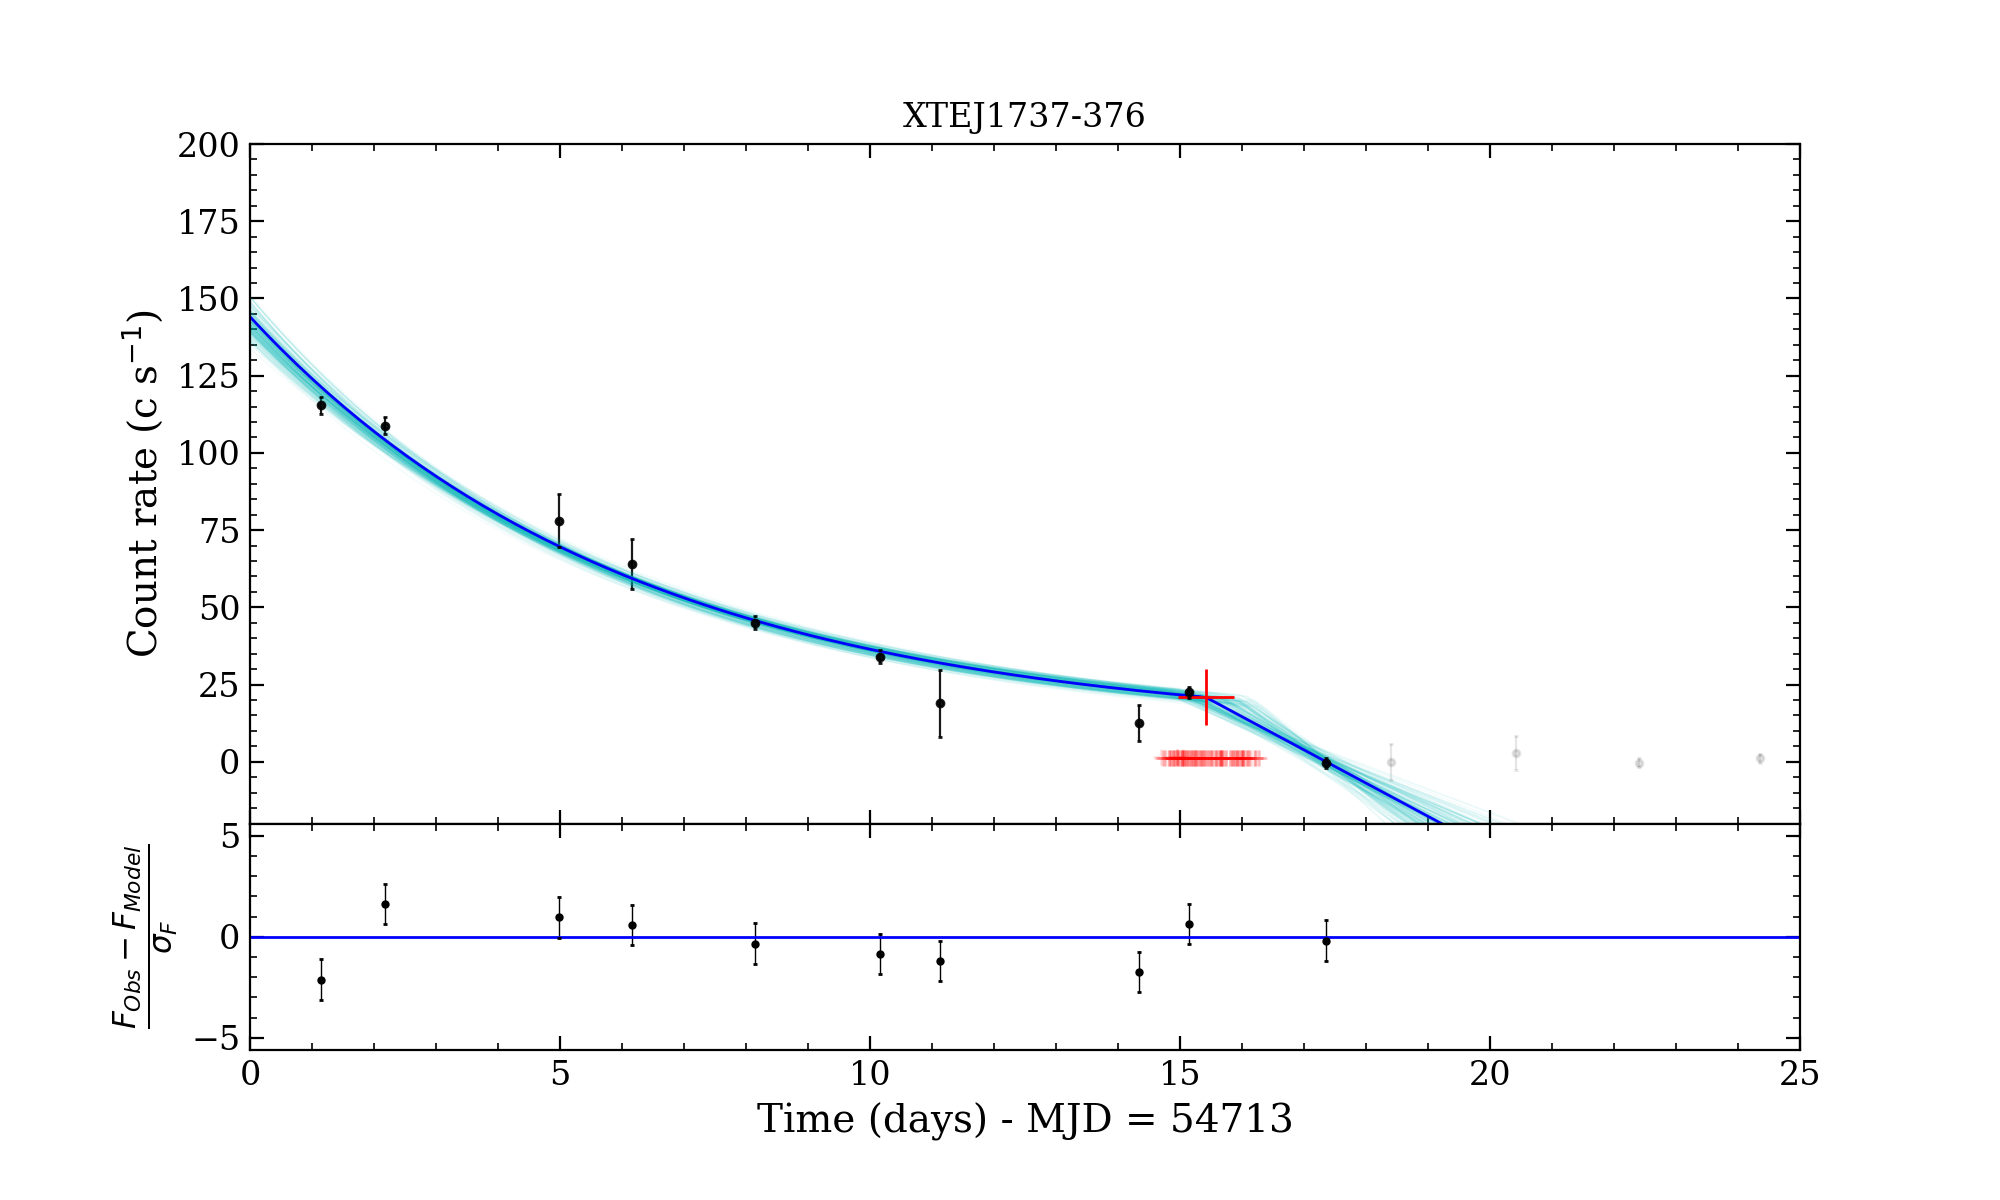 XTEJ1737-376
200
175
150
125
100
75
50
25
0
Count rate (c s⁻¹)
5
0
−5
F_Obs − F_Model
σ_F
0 5 10 15 20 25
Time (days) - MJD = 54713